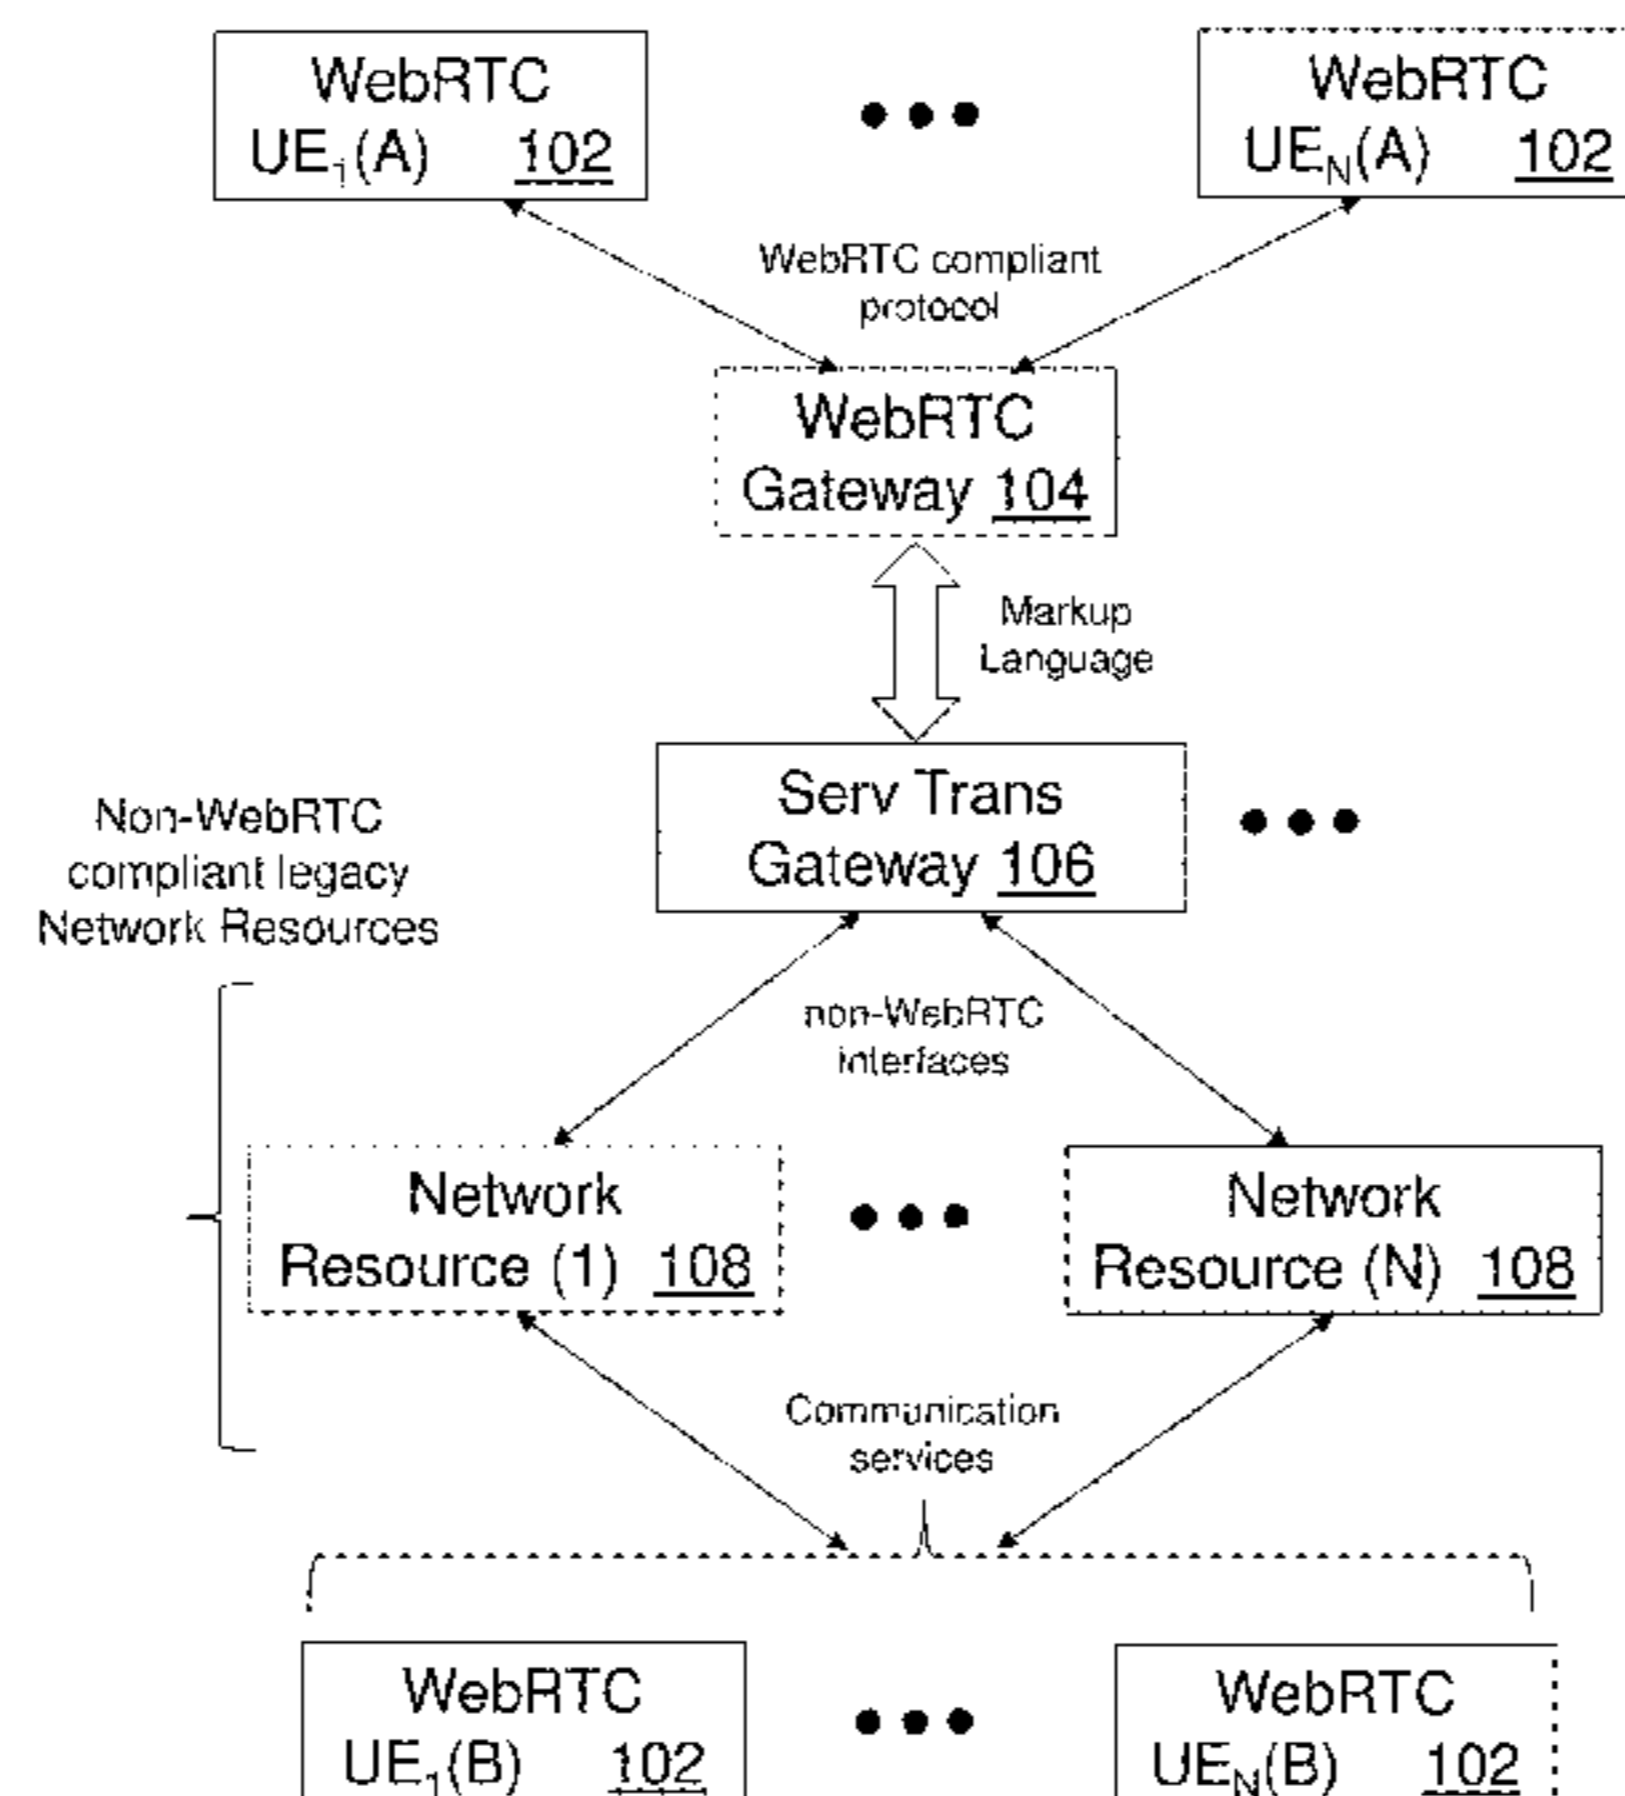 WebRTC
UE1(A) 102
WebRTC
UEN(A) 102
WebRTC compliant
protocol
WebRTC
Gateway 104
Markup
Language
Serv Trans
Gateway 106
Non-WebRTC
compliant legacy
Network Resources
non-WebRTC
interfaces
Network
Resource (1) 108
Network
Resource (N) 108
Communication
services
WebRTC
UE1(B) 102
WebRTC
UEN(B) 102